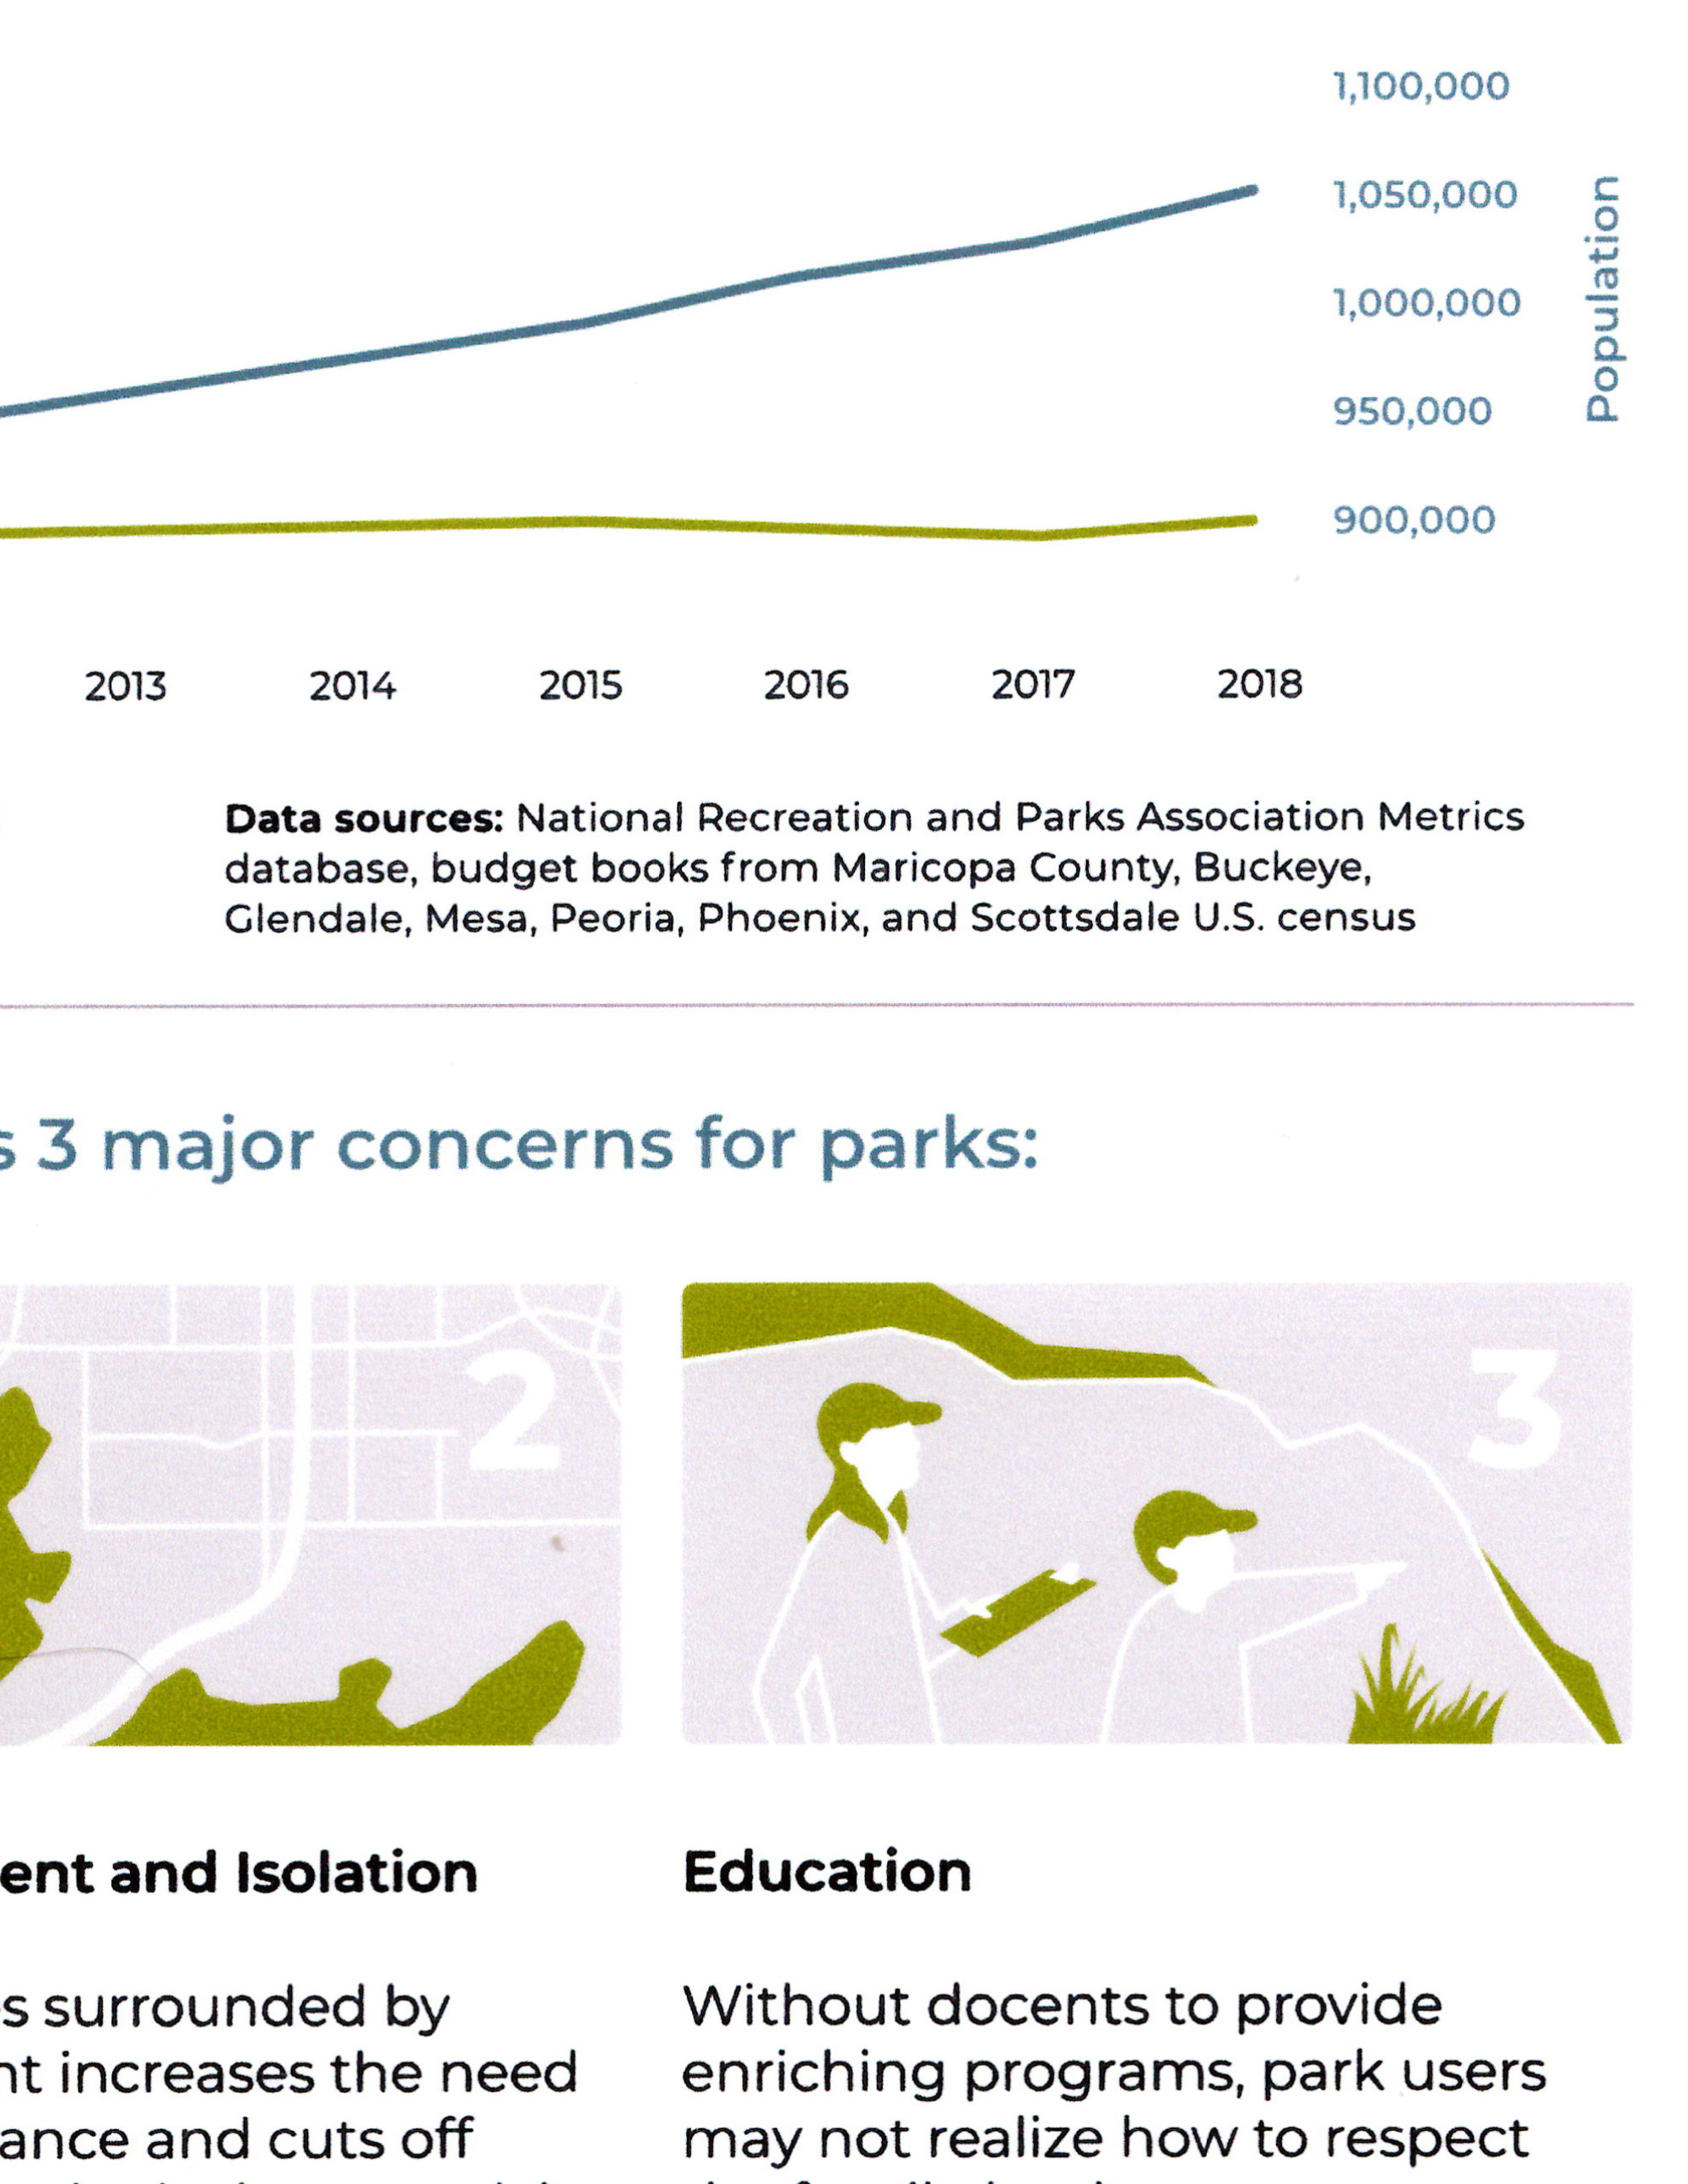 1,100,000
1,050,000
1,000,000
950,000
900,000
Population
2013 2014 2015 2016 2017 2018
Data sources: National Recreation and Parks Association Metrics
database, budget books from Maricopa County, Buckeye,
Glendale, Mesa, Peoria, Phoenix, and Scottsdale U.S. census
3 major concerns for parks:
2
3
and Isolation
surrounded by
increases the need
and cuts off
Education
Without docents to provide
enriching programs, park users
may not realize how to respect